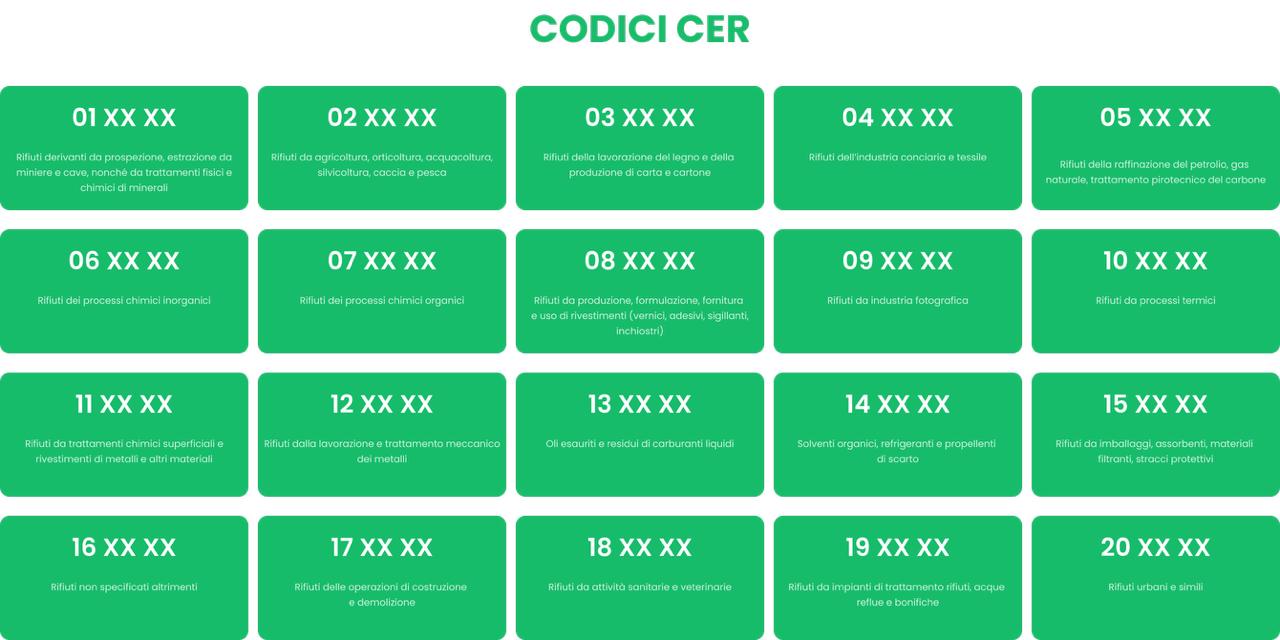 CODICI CER
01 XX XX
Rifiuti derivanti da prospezione, estrazione da
miniere e cave, nonché da trattamenti fisici e
chimici di minerali
02 XX XX
Rifiuti da agricoltura, orticoltura, acquacoltura,
silvicoltura, caccia e pesca
03 XX XX
Rifiuti della lavorazione del legno e della
produzione di carta e cartone
04 XX XX
Rifiuti dell'industria conciaria e tessile
05 XX XX
Rifiuti della raffinazione del petrolio, gas
naturale, trattamento pirotecnico del carbone
06 XX XX
Rifiuti dei processi chimici inorganici
07 XX XX
Rifiuti dei processi chimici organici
08 XX XX
Rifiuti da produzione, formulazione, fornitura
e uso di rivestimenti (vernici, adesivi, sigillanti,
inchiostri)
09 XX XX
Rifiuti da industria fotografica
10 XX XX
Rifiuti da processi termici
11 XX XX
Rifiuti da trattamenti chimici superficiali e
rivestimenti di metalli e altri materiali
12 XX XX
Rifiuti dalla lavorazione e trattamento meccanico
dei metalli
13 XX XX
Oli esauriti e residui di carburanti liquidi
14 XX XX
Solventi organici, refrigeranti e propellenti
di scarto
15 XX XX
Rifiuti da imballaggi, assorbenti, materiali
filtranti, stracci protettivi
16 XX XX
Rifiuti non specificati altrimenti
17 XX XX
Rifiuti delle operazioni di costruzione
e demolizione
18 XX XX
Rifiuti da attività sanitarie e veterinarie
19 XX XX
Rifiuti da impianti di trattamento rifiuti, acque
reflue e bonifiche
20 XX XX
Rifiuti urbani e simili